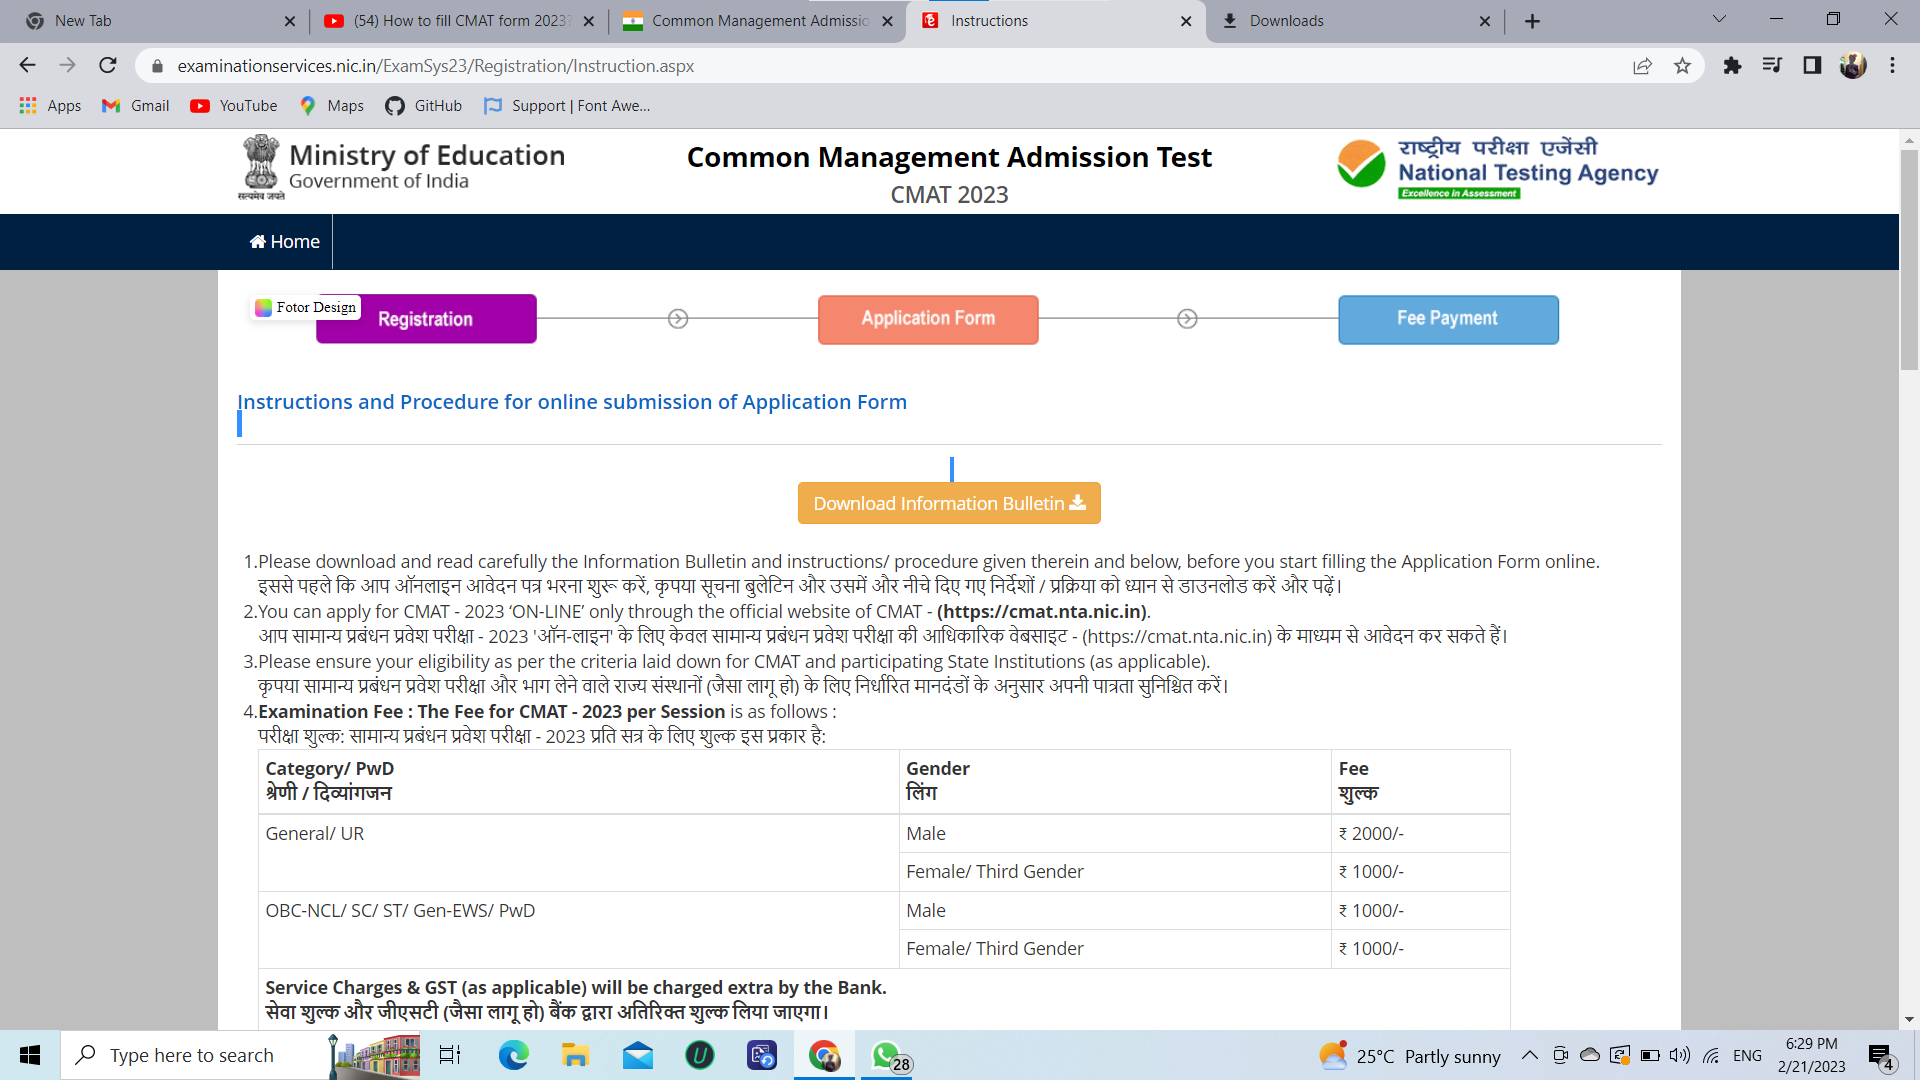 New Tab
(54) How to fill CMAT form 2023?
Common Management Admissio
Instructions
Downloads
examinationservices.nic.in/ExamSys23/Registration/Instruction.aspx
Apps
Gmail
YouTube
Maps
GitHub
Support | Font Awe...
सत्यमेव जयते
Ministry of Education
Government of India
Common Management Admission Test
CMAT 2023
राष्ट्रीय परीक्षा एजेंसी
National Testing Agency
Excellence in Assessment
Home
Fotor Design
Registration
Application Form
Fee Payment
Instructions and Procedure for online submission of Application Form
Download Information Bulletin
1.Please download and read carefully the Information Bulletin and instructions/ procedure given therein and below, before you start filling the Application Form online.
इससे पहले कि आप ऑनलाइन आवेदन पत्र भरना शुरू करें, कृपया सूचना बुलेटिन और उसमें और नीचे दिए गए निर्देशों / प्रक्रिया को ध्यान से डाउनलोड करें और पढ़ें।
2.You can apply for CMAT - 2023 ‘ON-LINE’ only through the official website of CMAT - (https://cmat.nta.nic.in).
आप सामान्य प्रबंधन प्रवेश परीक्षा - 2023 'ऑन-लाइन' के लिए केवल सामान्य प्रबंधन प्रवेश परीक्षा की आधिकारिक वेबसाइट - (https://cmat.nta.nic.in) के माध्यम से आवेदन कर सकते हैं।
3.Please ensure your eligibility as per the criteria laid down for CMAT and participating State Institutions (as applicable).
कृपया सामान्य प्रबंधन प्रवेश परीक्षा और भाग लेने वाले राज्य संस्थानों (जैसा लागू हो) के लिए निर्धारित मानदंडों के अनुसार अपनी पात्रता सुनिश्चित करें।
4.Examination Fee : The Fee for CMAT - 2023 per Session is as follows :
परीक्षा शुल्क: सामान्य प्रबंधन प्रवेश परीक्षा - 2023 प्रति सत्र के लिए शुल्क इस प्रकार है:
Category/ PwD Gender Fee
श्रेणी / दिव्यांगजन लिंग शुल्क
General/ UR Male ₹ 2000/-
Female/ Third Gender ₹ 1000/-
OBC-NCL/ SC/ ST/ Gen-EWS/ PwD Male ₹ 1000/-
Female/ Third Gender ₹ 1000/-
Service Charges & GST (as applicable) will be charged extra by the Bank.
सेवा शुल्क और जीएसटी (जैसा लागू हो) बैंक द्वारा अतिरिक्त शुल्क लिया जाएगा।
Type here to search
28
25°C Partly sunny
ENG
6:29 PM
2/21/2023
4